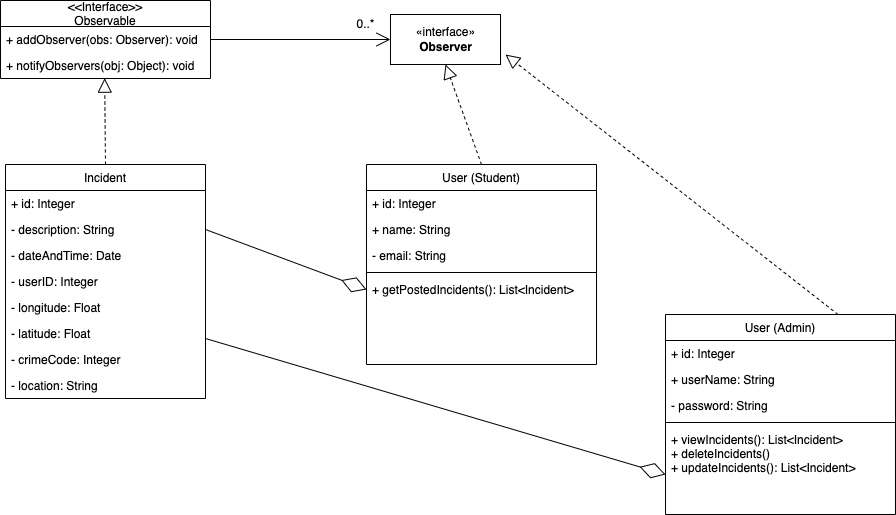 <<Interface>>
Observable
+ addObserver(obs: Observer): void
+ notifyObservers(obj: Object): void
0..*
«interface»
Observer
Incident
+ id: Integer
- description: String
- dateAndTime: Date
- userID: Integer
- longitude: Float
- latitude: Float
- crimeCode: Integer
- location: String
User (Student)
+ id: Integer
+ name: String
- email: String
+ getPostedIncidents(): List<Incident>
User (Admin)
+ id: Integer
+ userName: String
- password: String
+ viewIncidents(): List<Incident>
+ deleteIncidents()
+ updateIncidents(): List<Incident>